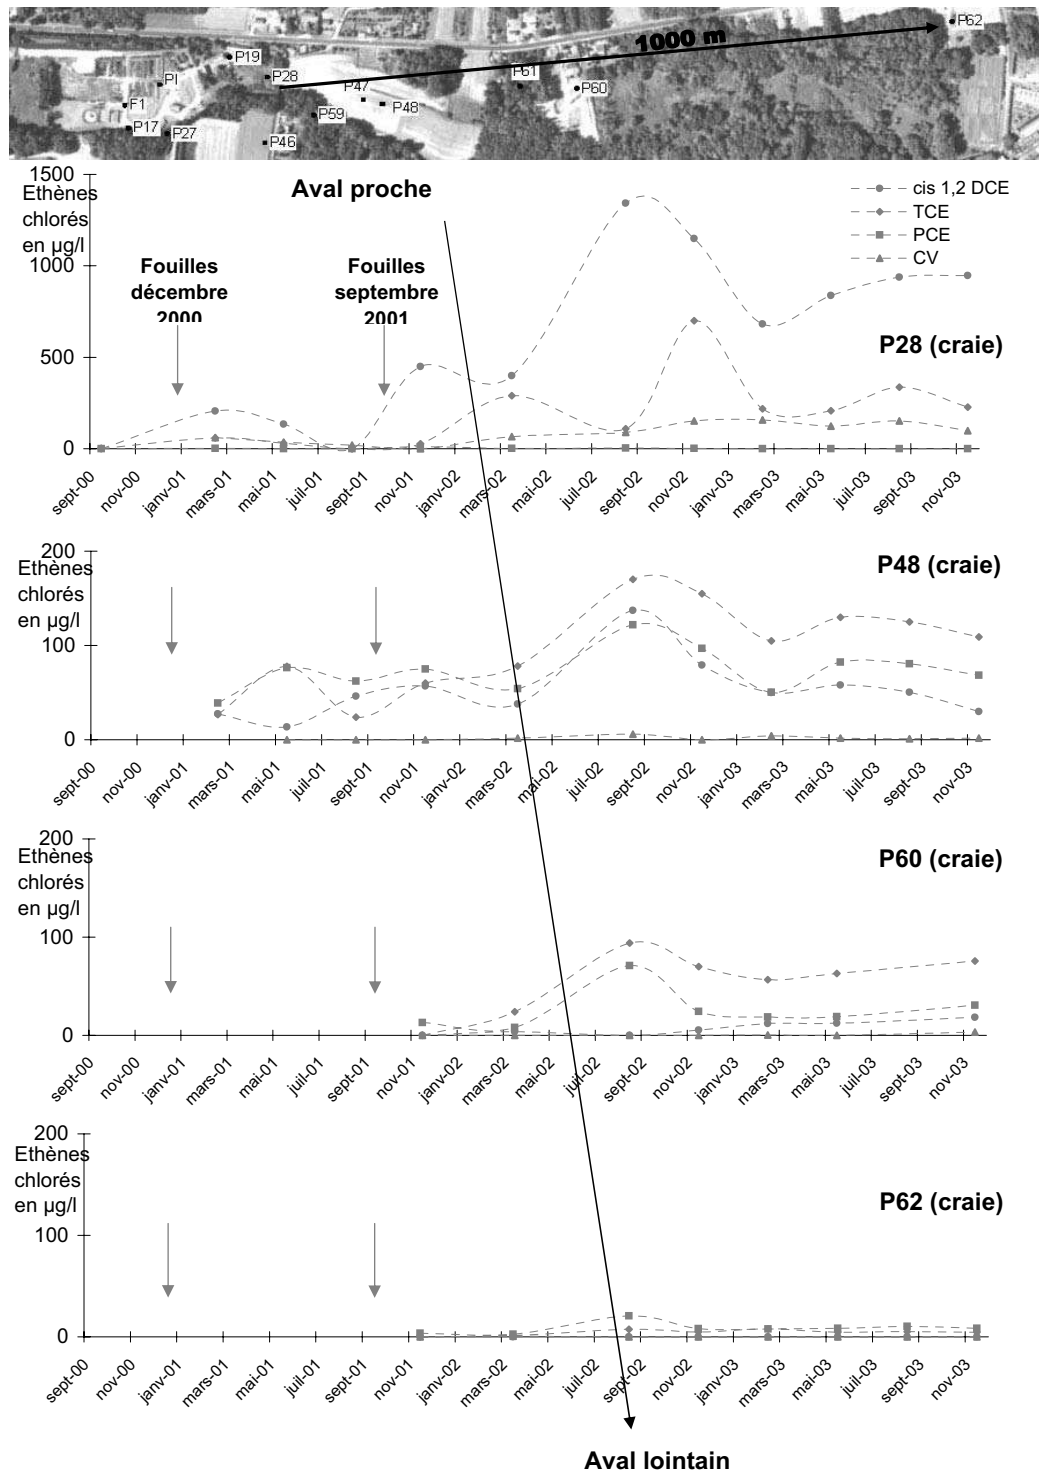 P62
1000 m
P19
P28
PI
P61
P60
P47
P48
F1
P59
P17
P27
P46
1500
Ethènes
chlorés
en µg/l
Aval proche
cis 1,2 DCE
TCE
PCE
CV
1000
Fouilles
décembre
2000
Fouilles
septembre
2001
P28 (craie)
500
0
sept-00
nov-00
janv-01
mars-01
mai-01
juil-01
sept-01
nov-01
janv-02
mars-02
mai-02
juil-02
sept-02
nov-02
janv-03
mars-03
mai-03
juil-03
sept-03
nov-03
200
Ethènes
chlorés
en µg/l
P48 (craie)
100
0
sept-00
nov-00
janv-01
mars-01
mai-01
juil-01
sept-01
nov-01
janv-02
mars-02
mai-02
juil-02
sept-02
nov-02
janv-03
mars-03
mai-03
juil-03
sept-03
nov-03
200
Ethènes
chlorés
en µg/l
P60 (craie)
100
0
sept-00
nov-00
janv-01
mars-01
mai-01
juil-01
sept-01
nov-01
janv-02
mars-02
mai-02
juil-02
sept-02
nov-02
janv-03
mars-03
mai-03
juil-03
sept-03
nov-03
200
Ethènes
chlorés
en µg/l
P62 (craie)
100
0
sept-00
nov-00
janv-01
mars-01
mai-01
juil-01
sept-01
nov-01
janv-02
mars-02
mai-02
juil-02
sept-02
nov-02
janv-03
mars-03
mai-03
juil-03
sept-03
nov-03
Aval lointain